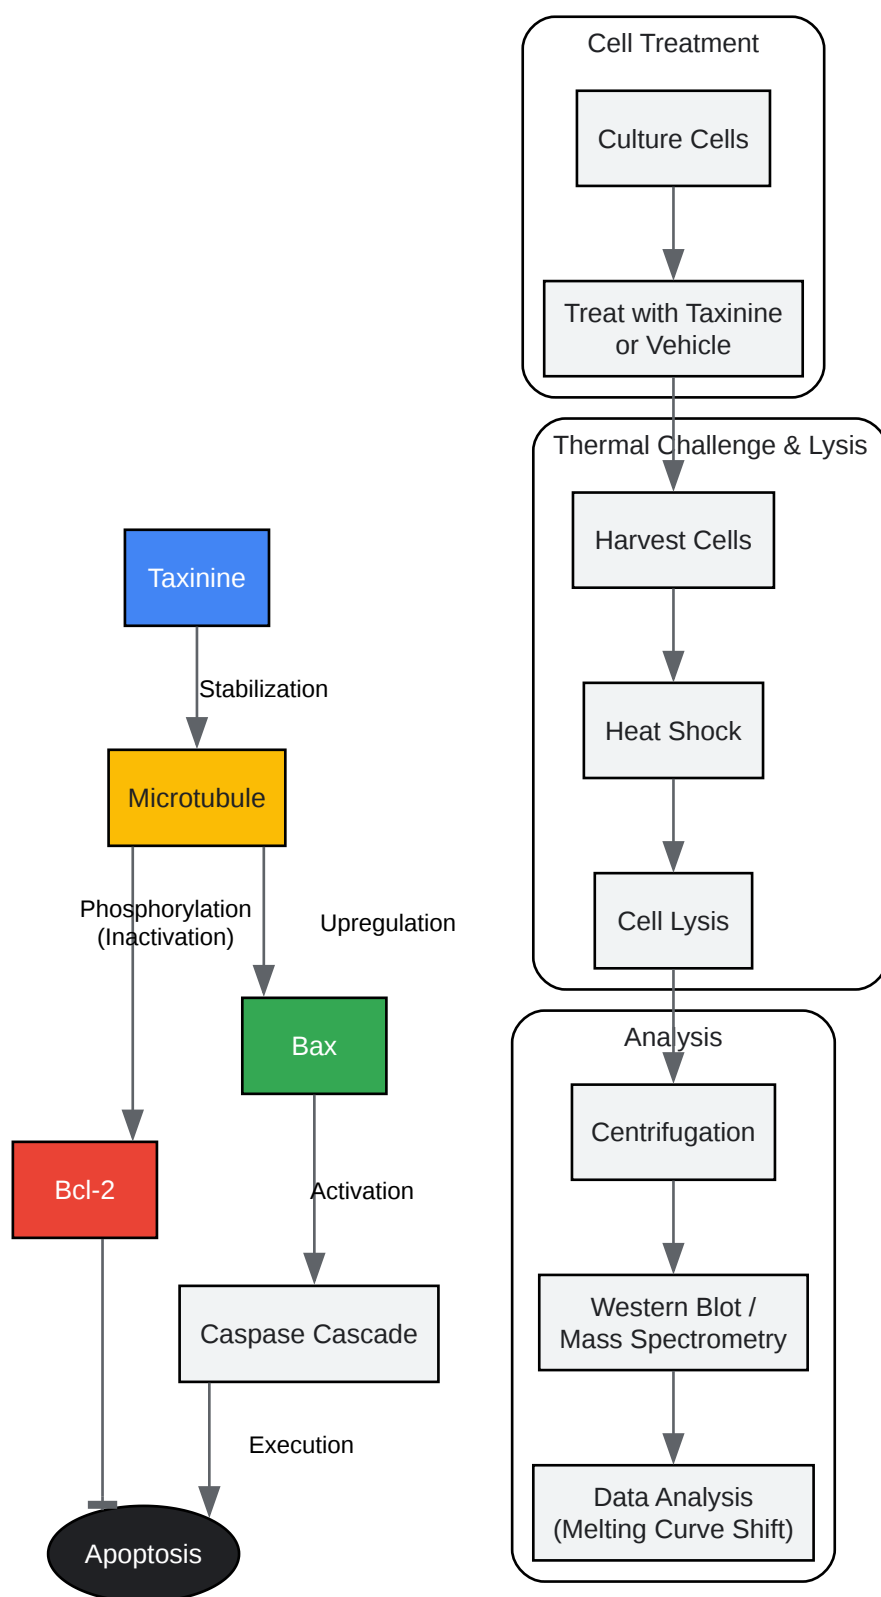 Cell Treatment
Culture Cells
Treat with Taxinine
or Vehicle
Thermal Challenge & Lysis
Harvest Cells
Heat Shock
Cell Lysis
Analysis
Centrifugation
Western Blot /
Mass Spectrometry
Data Analysis
(Melting Curve Shift)
Taxinine
Stabilization
Microtubule
Phosphorylation
(Inactivation)
Upregulation
Bax
Bcl-2
Activation
Caspase Cascade
Execution
Apoptosis